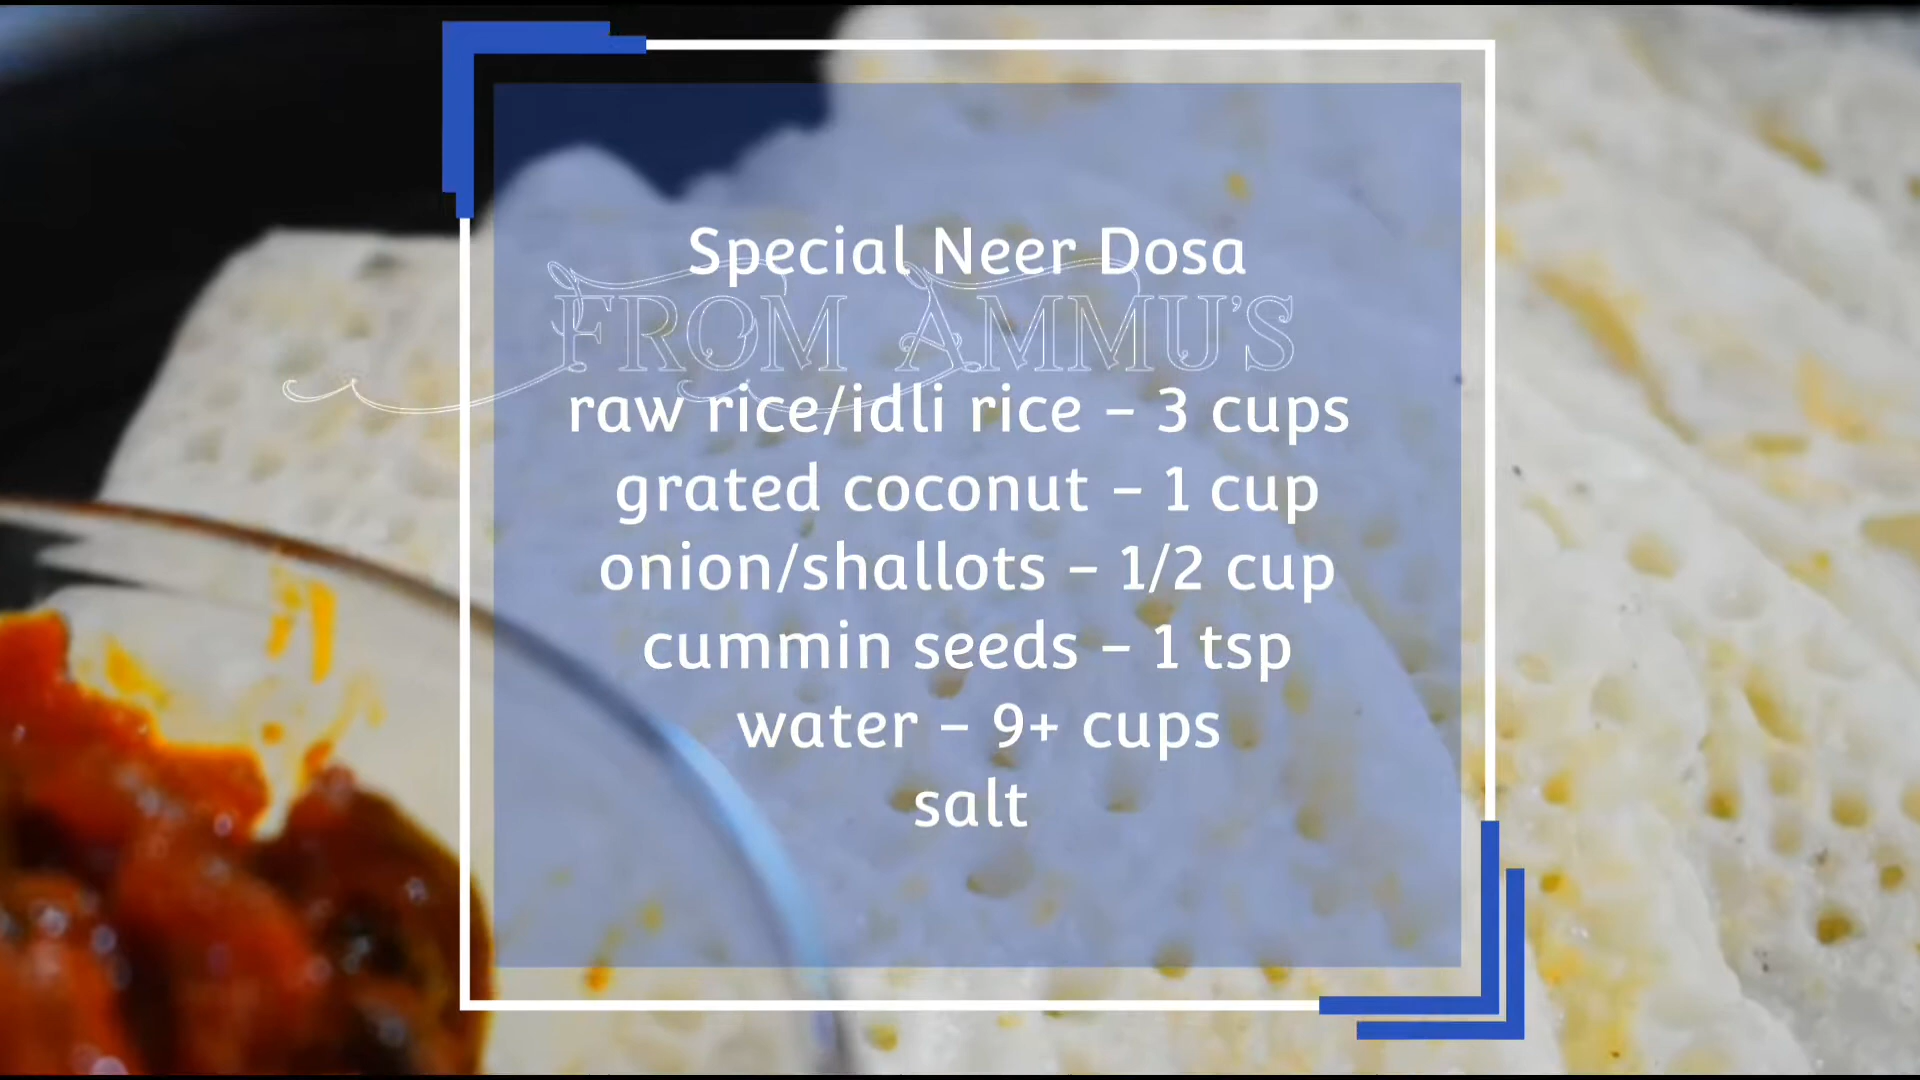 Special Neer Dosa
FROM AMMU'S
raw rice/idli rice – 3 cups
grated coconut – 1 cup
onion/shallots – 1/2 cup
cummin seeds – 1 tsp
water – 9+ cups
salt